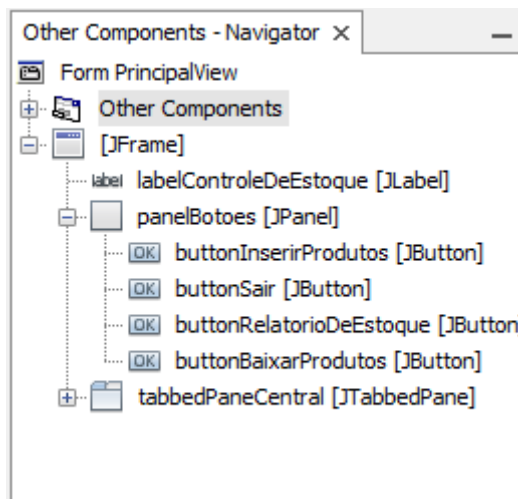 Other Components - Navigator
Form PrincipalView
Other Components
[JFrame]
label labelControleDeEstoque [JLabel]
panelBotoes [JPanel]
OK buttonInserirProdutos [JButton]
OK buttonSair [JButton]
OK buttonRelatorioDeEstoque [JButton
OK buttonBaixarProdutos [JButton]
tabbedPaneCentral [JTabbedPane]